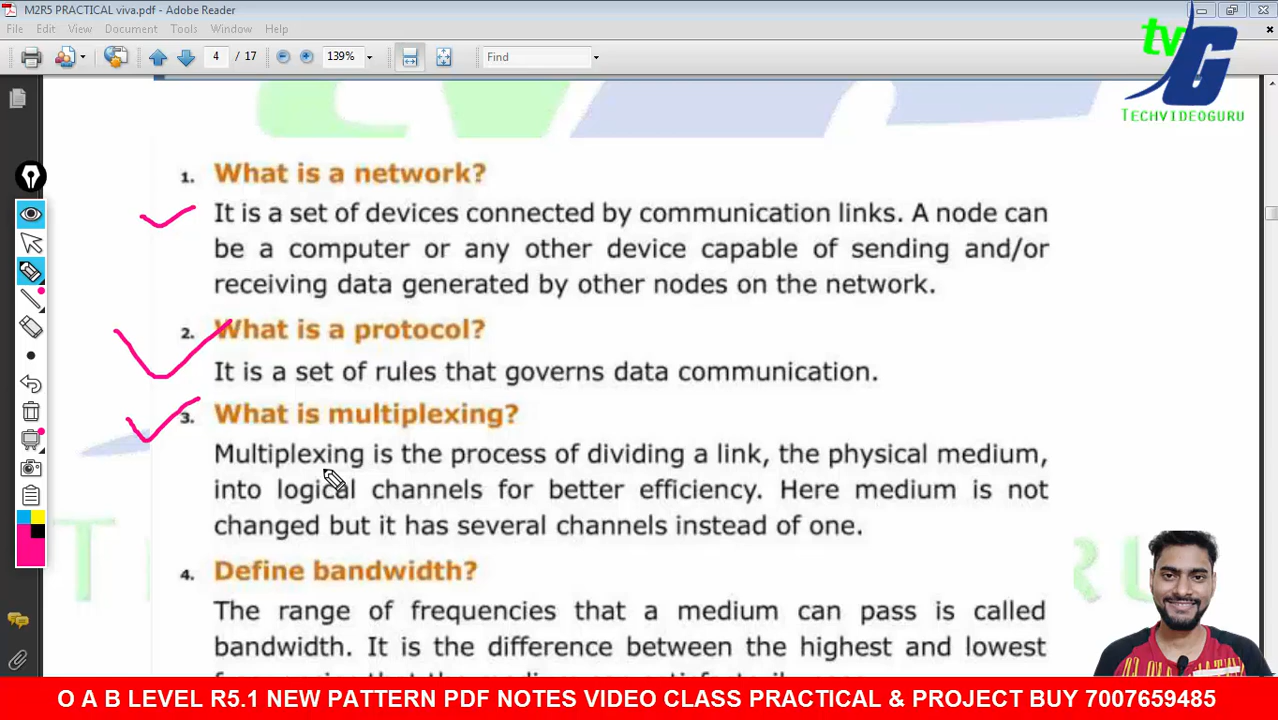 M2R5 PRACTICAL viva.pdf - Adobe Reader
File Edit View Document Tools Window Help
4 / 17 139% Find
tv G
TECHVIDEOGURU
1. What is a network?
It is a set of devices connected by communication links. A node can
be a computer or any other device capable of sending and/or
receiving data generated by other nodes on the network.
2. What is a protocol?
It is a set of rules that governs data communication.
3. What is multiplexing?
Multiplexing is the process of dividing a link, the physical medium,
into logical channels for better efficiency. Here medium is not
changed but it has several channels instead of one.
4. Define bandwidth?
The range of frequencies that a medium can pass is called
bandwidth. It is the difference between the highest and lowest
O A B LEVEL R5.1 NEW PATTERN PDF NOTES VIDEO CLASS PRACTICAL & PROJECT BUY 7007659485